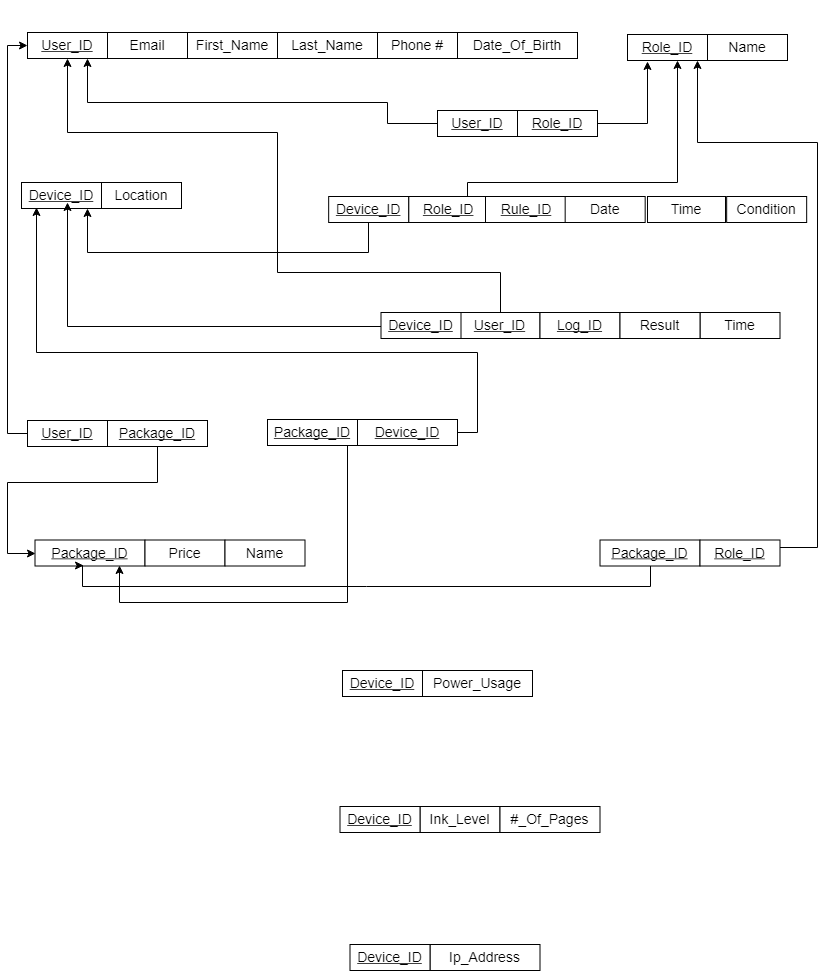 User_ID Email First_Name Last_Name Phone # Date_Of_Birth
Role_ID Name
User_ID Role_ID
Device_ID Location
Device_ID Role_ID Rule_ID Date Time Condition
Device_ID User_ID Log_ID Result Time
User_ID Package_ID
Package_ID Device_ID
Package_ID Price Name
Package_ID Role_ID
Device_ID Power_Usage
Device_ID Ink_Level #_Of_Pages
Device_ID Ip_Address